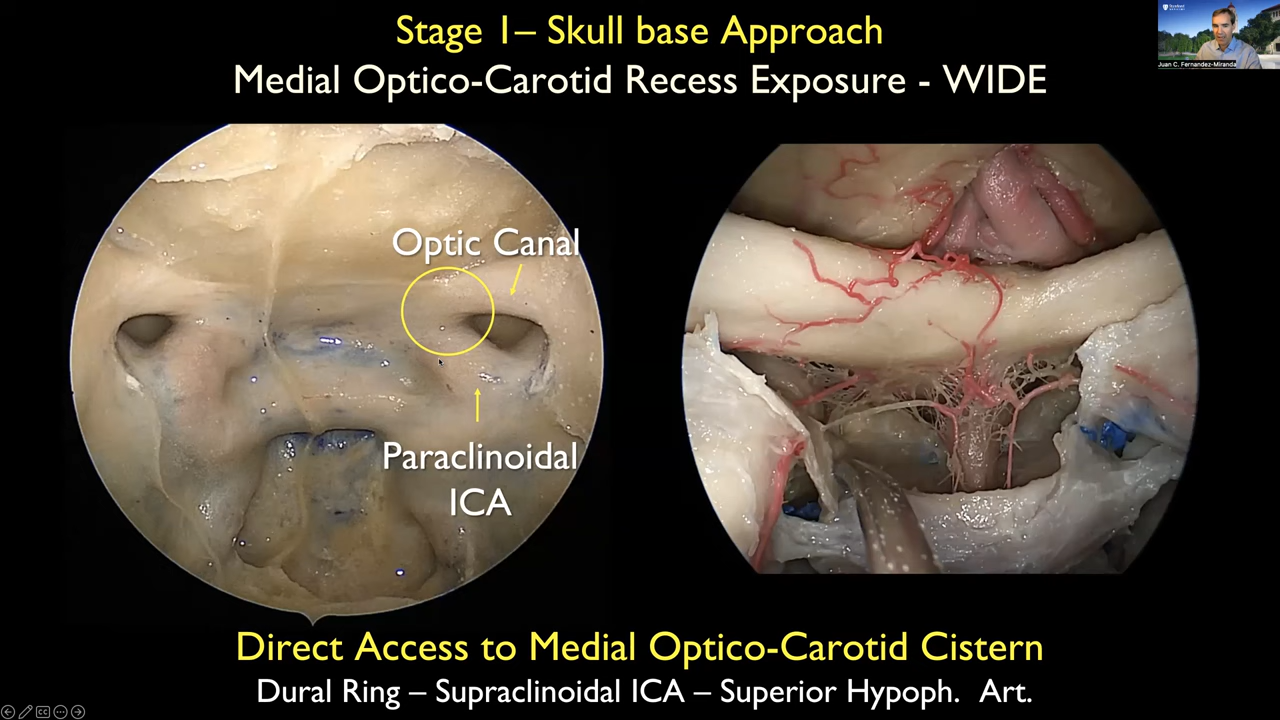 Stage 1– Skull base Approach
Medial Optico-Carotid Recess Exposure - WIDE
Juan C. Fernandez-Miranda
Optic Canal
Paraclinoidal
ICA
Direct Access to Medial Optico-Carotid Cistern
Dural Ring – Supraclinoidal ICA – Superior Hypoph. Art.